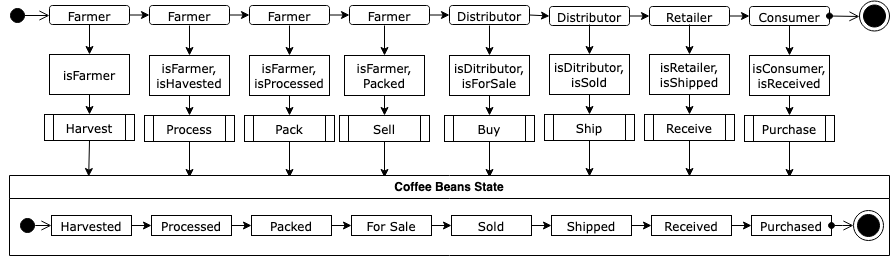 Farmer Farmer Farmer Farmer Distributor Distributor Retailer Consumer
isFarmer
isFarmer,
isHavested
isFarmer,
isProcessed
isFarmer,
Packed
isDitributor,
isForSale
isDitributor,
isSold
isRetailer,
isShipped
isConsumer,
isReceived
Harvest Process Pack Sell Buy Ship Receive Purchase
Coffee Beans State
Harvested Processed Packed For Sale Sold Shipped Received Purchased